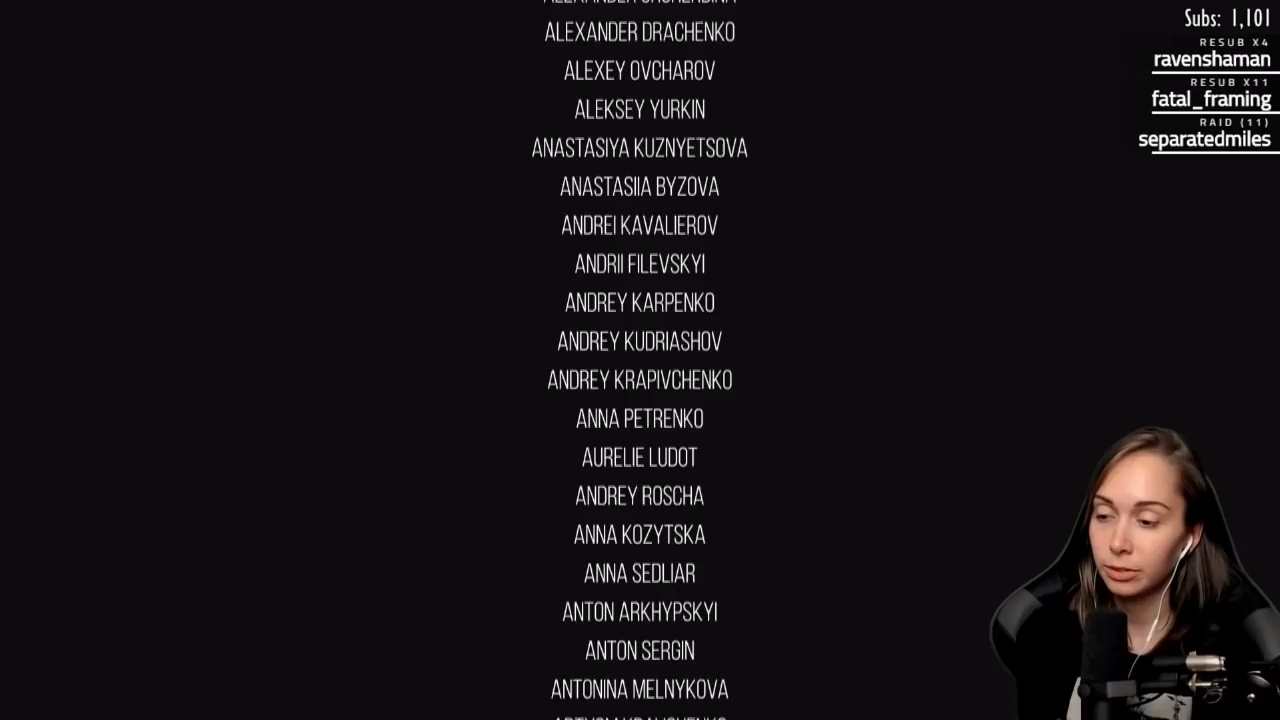 ALEXANDER DRACHENKO
ALEXEY OVCHAROV
ALEKSEY YURKIN
ANASTASIYA KUZNYETSOVA
ANASTASIIA BYZOVA
ANDREI KAVALIEROV
ANDRII FILEVSKYI
ANDREY KARPENKO
ANDREY KUDRIASHOV
ANDREY KRAPIVCHENKO
ANNA PETRENKO
AURELIE LUDOT
ANDREY ROSCHA
ANNA KOZYTSKA
ANNA SEDLIAR
ANTON ARKHYPSKYI
ANTON SERGIN
ANTONINA MELNYKOVA
Subs: 1,101
RESUB X4
ravenshaman
RESUB X11
fatal_framing
RAID (11)
separatedmiles